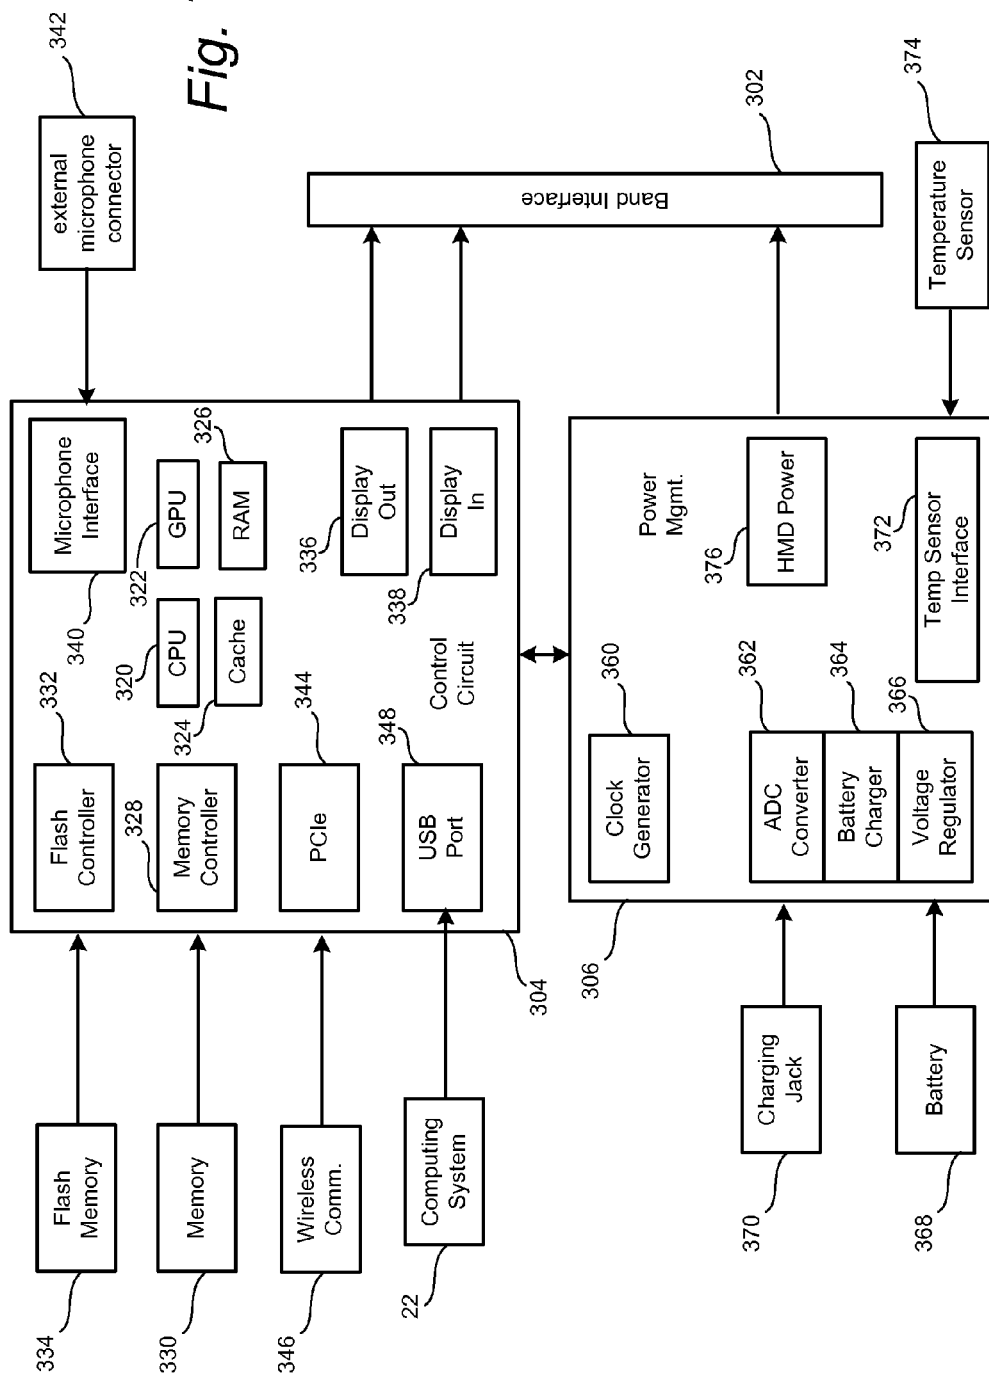 Fig.
334
Flash
Memory
330
Memory
346
Wireless
Comm.
22
Computing
System
304
332
Flash
Controller
328
Memory
Controller
344
PCIe
348
USB
Port
320
CPU
322
GPU
324
Cache
326
RAM
340
Microphone
Interface
336
Display
Out
338
Display
In
Control
Circuit
342
external
microphone
connector
302
Band Interface
306
360
Clock
Generator
362
ADC
Converter
364
Battery
Charger
366
Voltage
Regulator
Power
Mgmt.
376
HMD Power
372
Temp Sensor
Interface
370
Charging
Jack
368
Battery
374
Temperature
Sensor